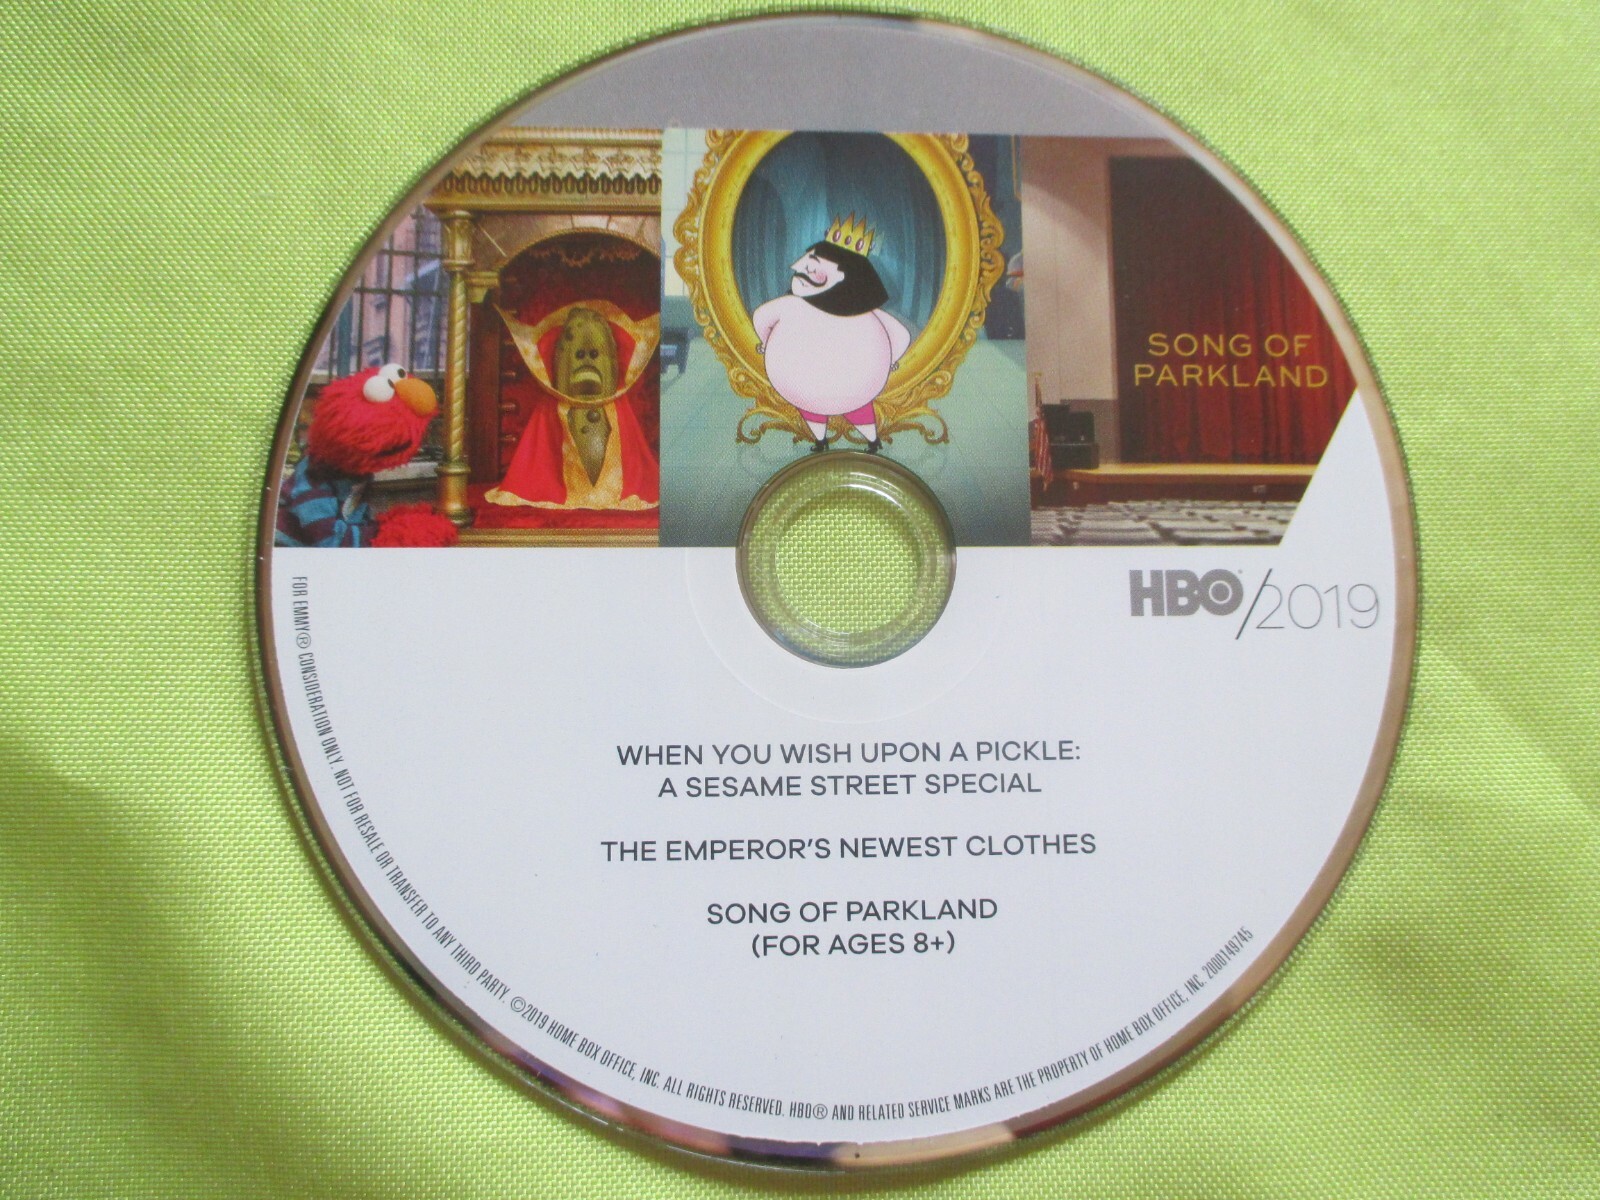 SONG OF
PARKLAND
HBO®/2019
WHEN YOU WISH UPON A PICKLE:
A SESAME STREET SPECIAL
THE EMPEROR'S NEWEST CLOTHES
SONG OF PARKLAND
(FOR AGES 8+)
FOR EMMY® CONSIDERATION ONLY. NOT FOR RESALE OR TRANSFER TO ANY THIRD PARTY. ©2019 HOME BOX OFFICE, INC. ALL RIGHTS RESERVED. HBO® AND RELATED SERVICE MARKS ARE THE PROPERTY OF HOME BOX OFFICE, INC. 2000149745